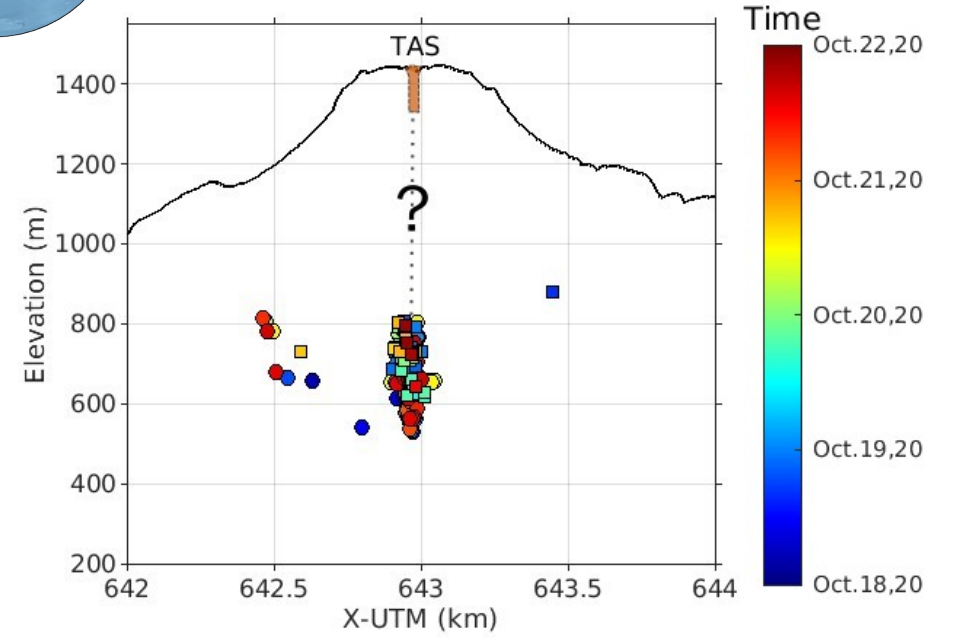 Time
TAS
?
1400
1200
1000
800
600
400
200
Elevation (m)
642
642.5
643
643.5
644
X-UTM (km)
Oct.22,20
Oct.21,20
Oct.20,20
Oct.19,20
Oct.18,20